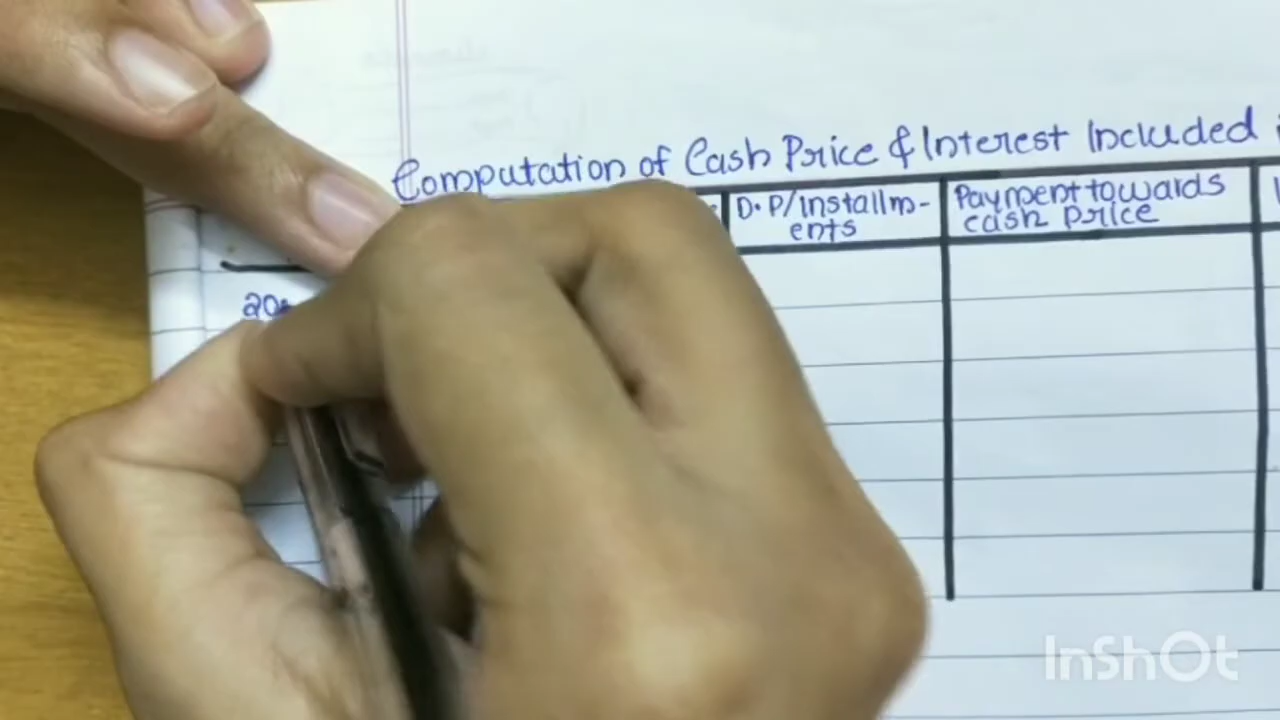 Computation of Cash Price & Interest Included
D.P/Installm-
ents
Payment towards
cash price
InShOt